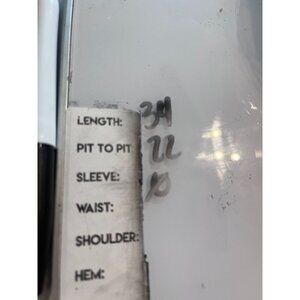 LENGTH: 34
PIT TO PIT 22
SLEEVE:
WAIST:
SHOULDER:
HEM: